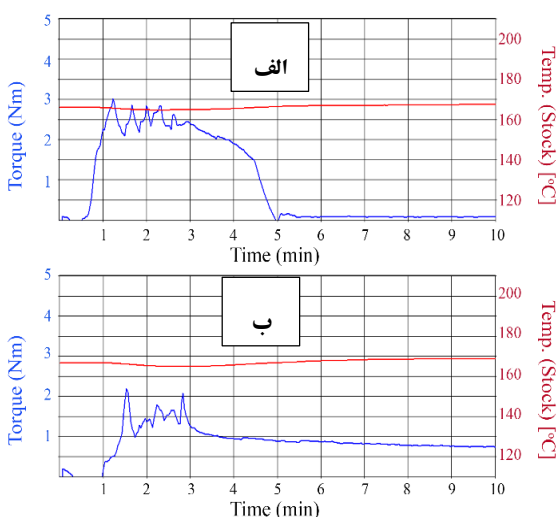 5
4
3
2
1
Torque (Nm)
الف
200
180
160
140
120
Temp. (Stock) [°C]
1 2 3 4 5 6 7 8 9 10
Time (min)
5
4
3
2
1
Torque (Nm)
ب
200
180
160
140
120
Temp. (Stock) [°C]
1 2 3 4 5 6 7 8 9 10
Time (min)